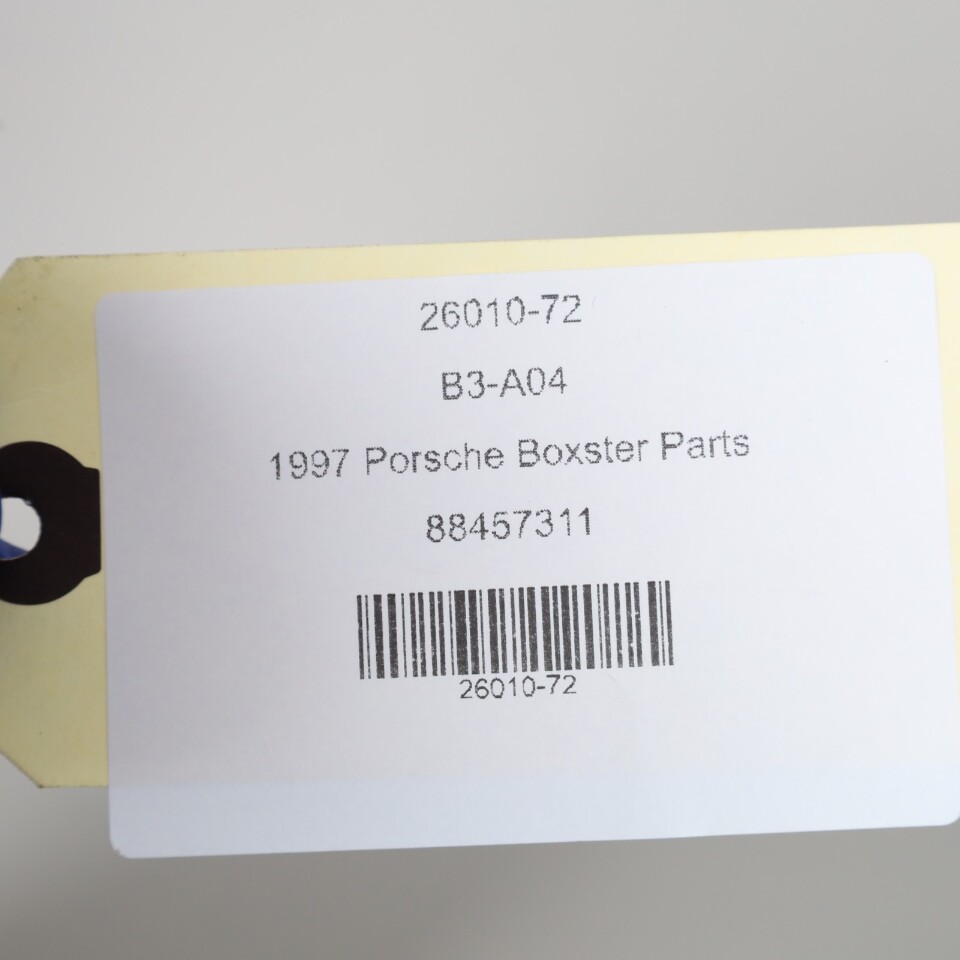 26010-72
B3-A04
1997 Porsche Boxster Parts
88457311
26010-72